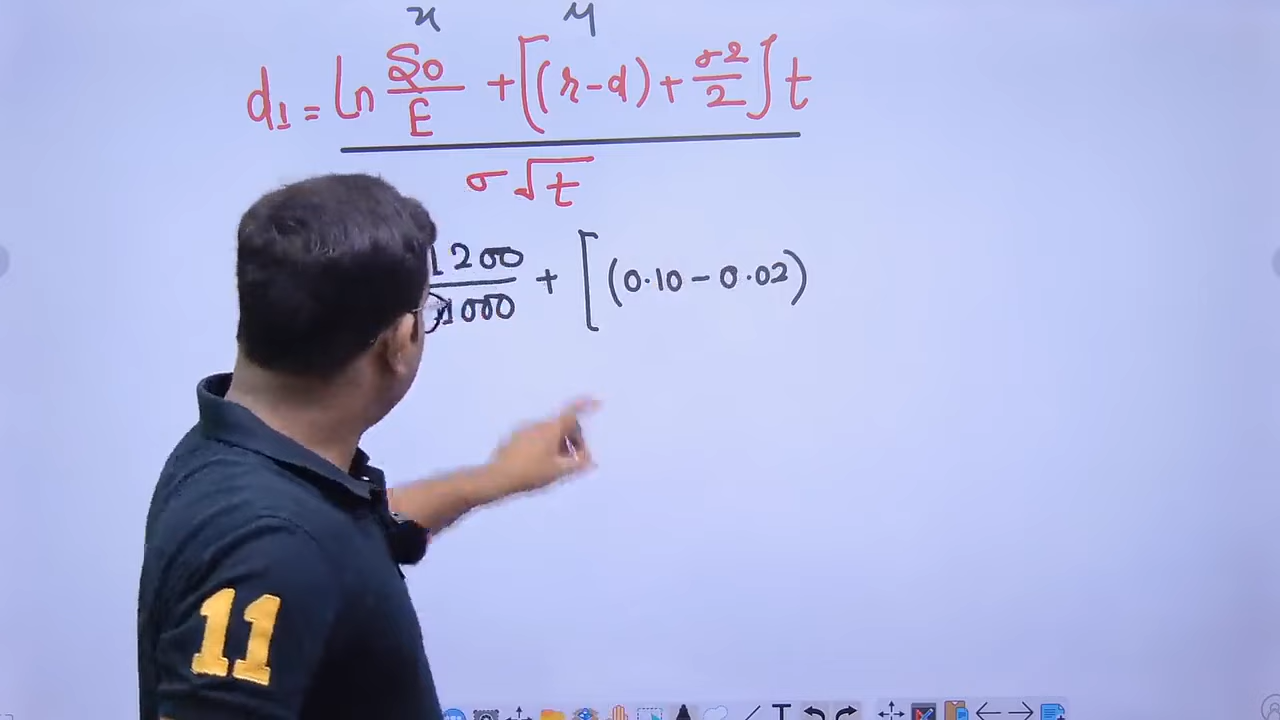 x y
d1 = ln S0/E + [(r-d) + σ2/2] t
σ√t
1200/1000 + [(0.10 - 0.02)
11
T